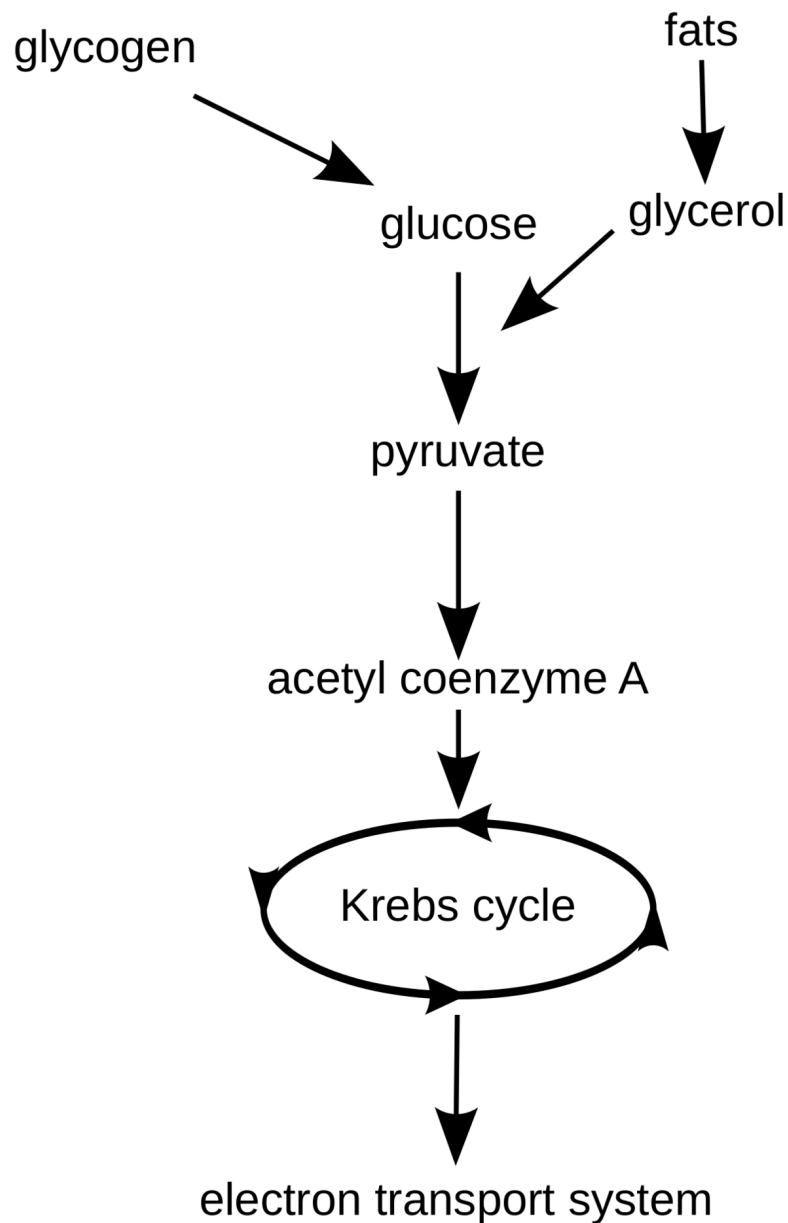 glycogen
fats
glucose
glycerol
pyruvate
acetyl coenzyme A
Krebs cycle
electron transport system